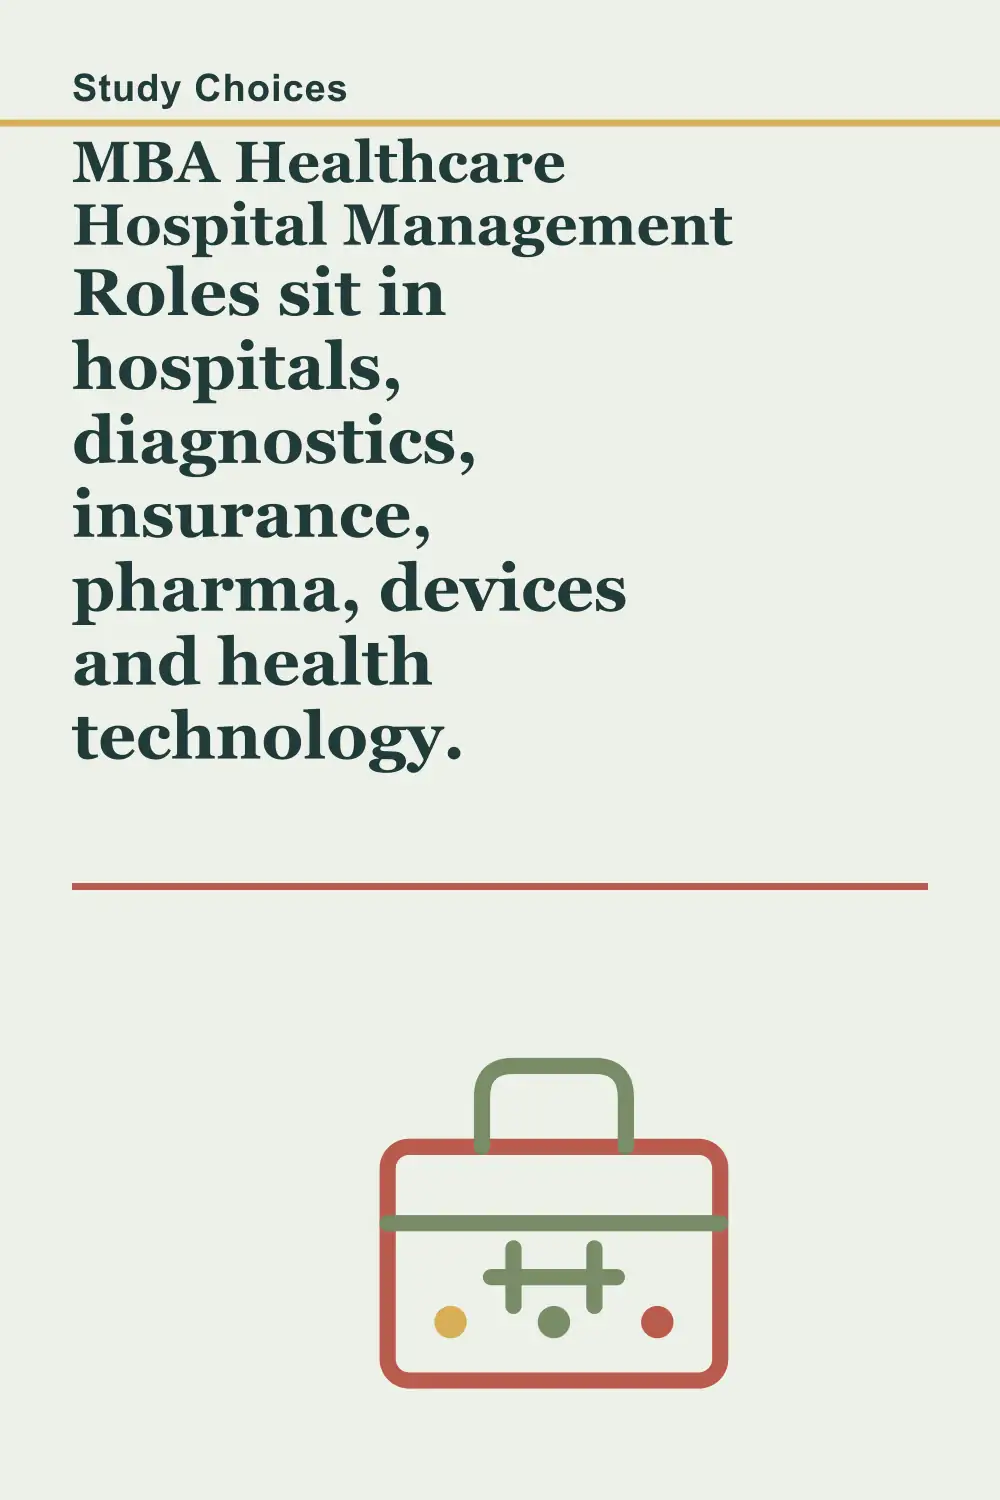 Study Choices
MBA Healthcare
Hospital Management
Roles sit in
hospitals,
diagnostics,
insurance,
pharma, devices
and health
technology.